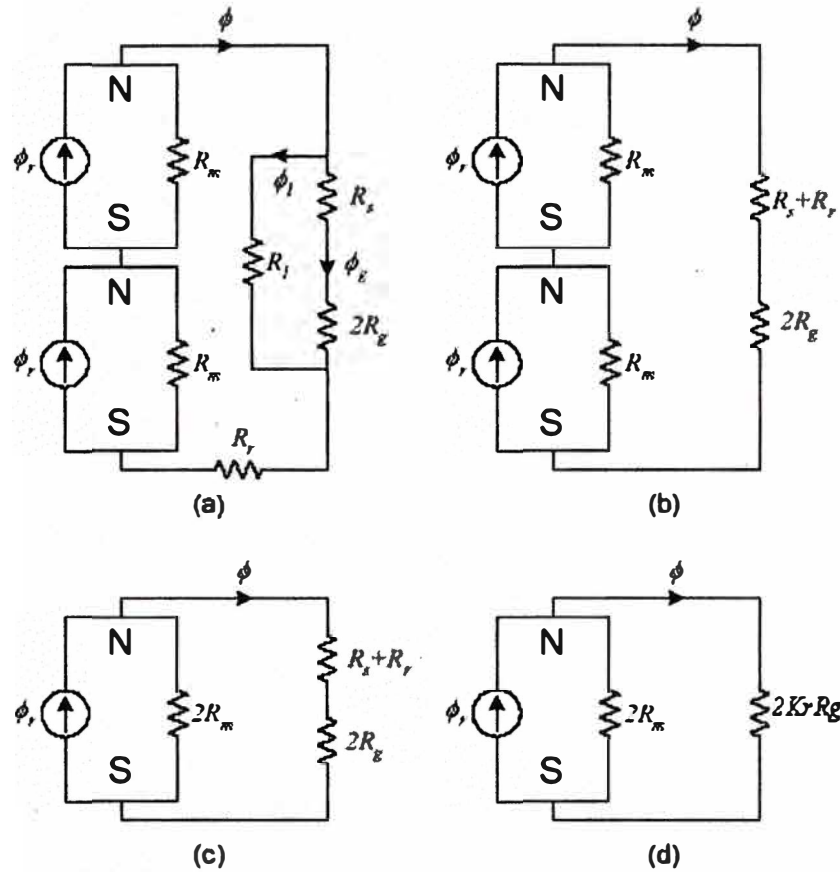 ϕ
N
ϕr
Rm
S
ϕl
Rs
Rl
ϕg
N
2Rg
ϕr
Rm
S
Rr
(a)
ϕ
N
ϕr
Rm
S
Rs+Rr
N
2Rg
ϕr
Rm
S
(b)
ϕ
N
Rs+Rr
ϕr
2Rm
2Rg
S
(c)
ϕ
N
ϕr
2Rm
2KrRg
S
(d)